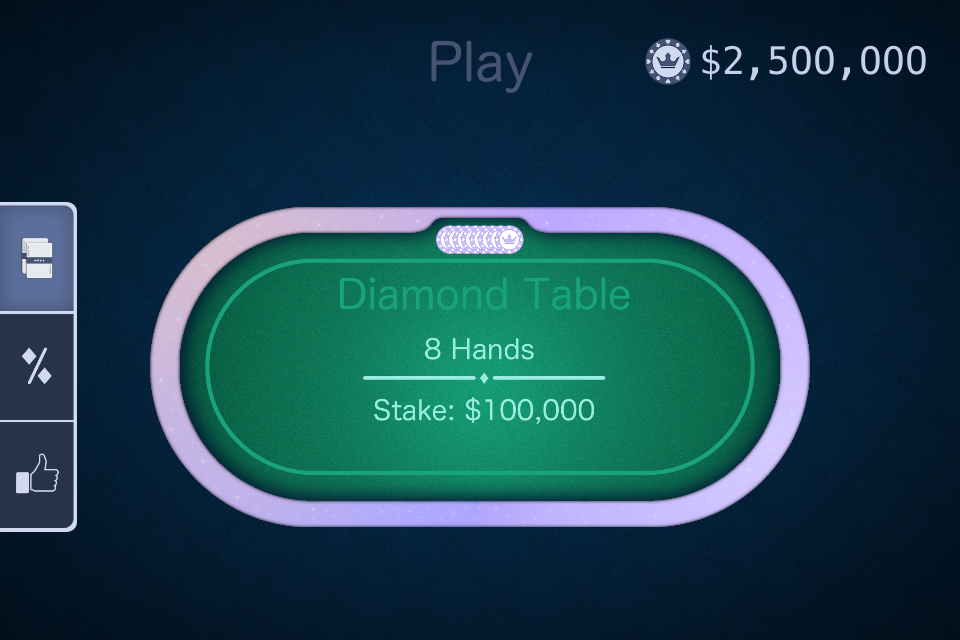 Play
$2,500,000
Diamond Table
8 Hands
Stake: $100,000